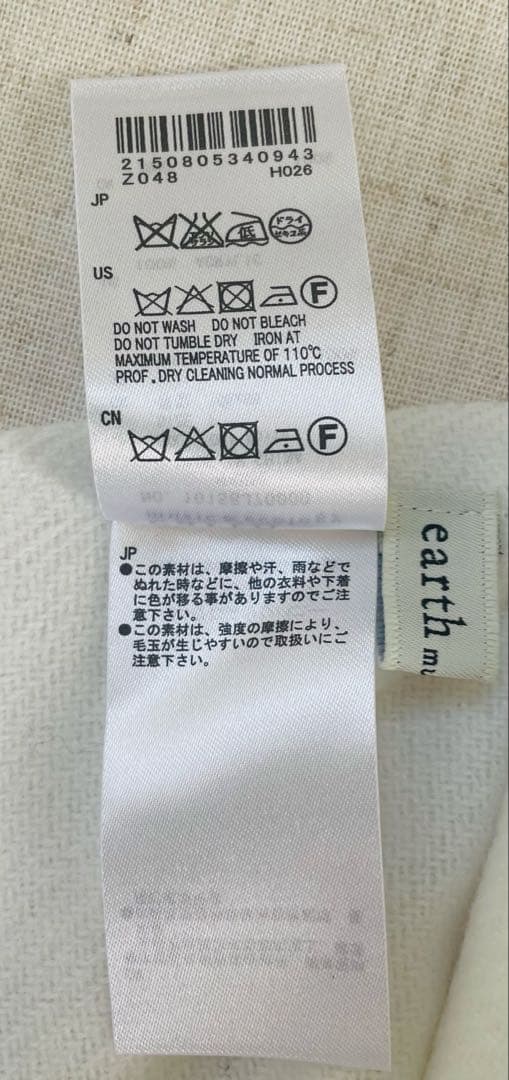 2150805340943
Z048 H026
JP
低
ドライ
セキユ系
US
F
DO NOT WASH DO NOT BLEACH
DO NOT TUMBLE DRY IRON AT
MAXIMUM TEMPERATURE OF 110℃
PROF.DRY CLEANING NORMAL PROCESS
CN
F
JP
●この素材は、摩擦や汗、雨などで
ぬれた時などに、他の衣料や下着
に色が移る事がありますのでご注
意下さい。
●この素材は、強度の摩擦により、
毛玉が生じやすいので取扱いにご
注意下さい。
earth mu